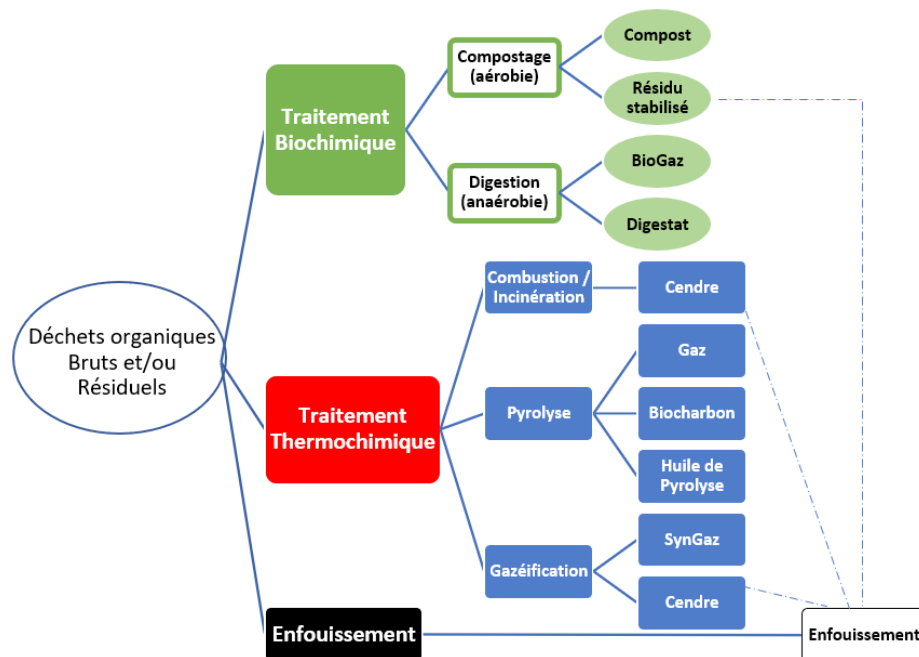 Compost
Compostage
(aérobie)
Résidu
stabilisé
Traitement
Biochimique
BioGaz
Digestion
(anaérobie)
Digestat
Combustion /
Incinération
Cendre
Déchets organiques
Bruts et/ou
Résiduels
Gaz
Traitement
Thermochimique
Pyrolyse
Biocharbon
Huile de
Pyrolyse
SynGaz
Gazéification
Cendre
Enfouissement
Enfouissement